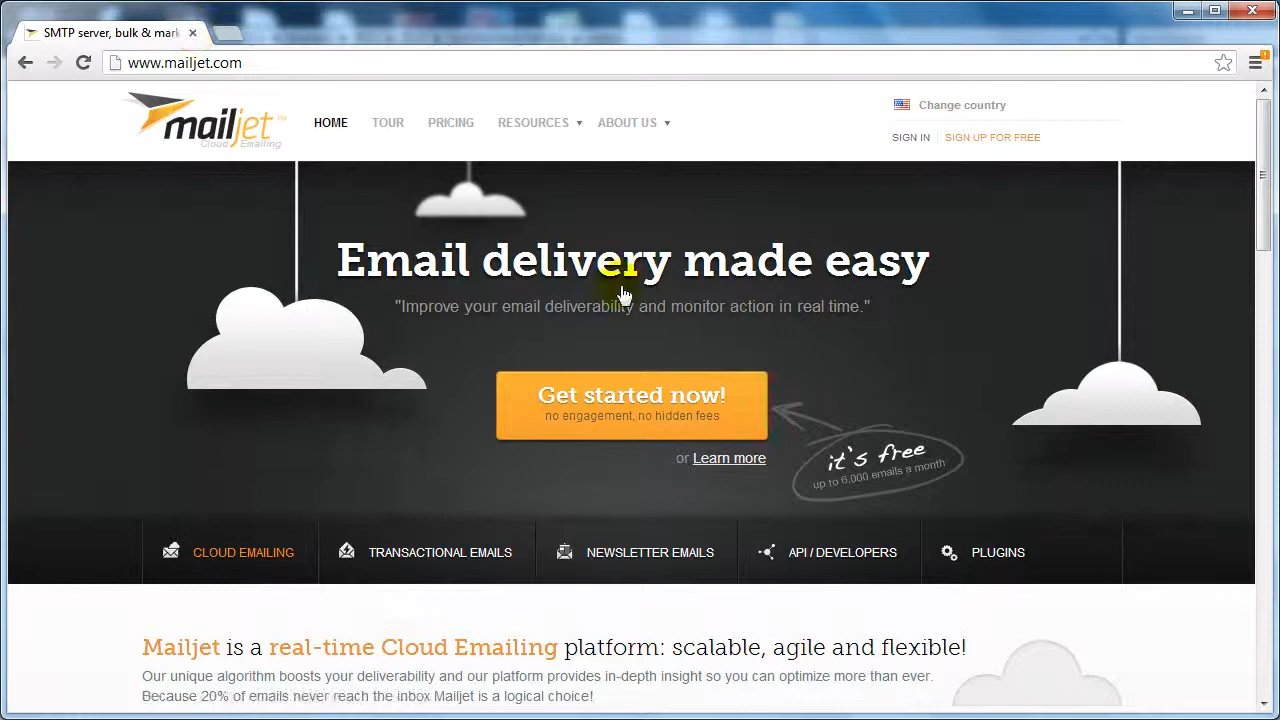 SMTP server, bulk & mark
www.mailjet.com
mailjet™
Cloud Emailing
HOME TOUR PRICING RESOURCES ABOUT US
Change country
SIGN IN SIGN UP FOR FREE
Email delivery made easy
"Improve your email deliverability and monitor action in real time."
Get started now!
no engagement, no hidden fees
or Learn more
it's free
up to 6,000 emails a month
CLOUD EMAILING TRANSACTIONAL EMAILS NEWSLETTER EMAILS API / DEVELOPERS PLUGINS
Mailjet is a real-time Cloud Emailing platform: scalable, agile and flexible!
Our unique algorithm boosts your deliverability and our platform provides in-depth insight so you can optimize more than ever.
Because 20% of emails never reach the inbox Mailjet is a logical choice!